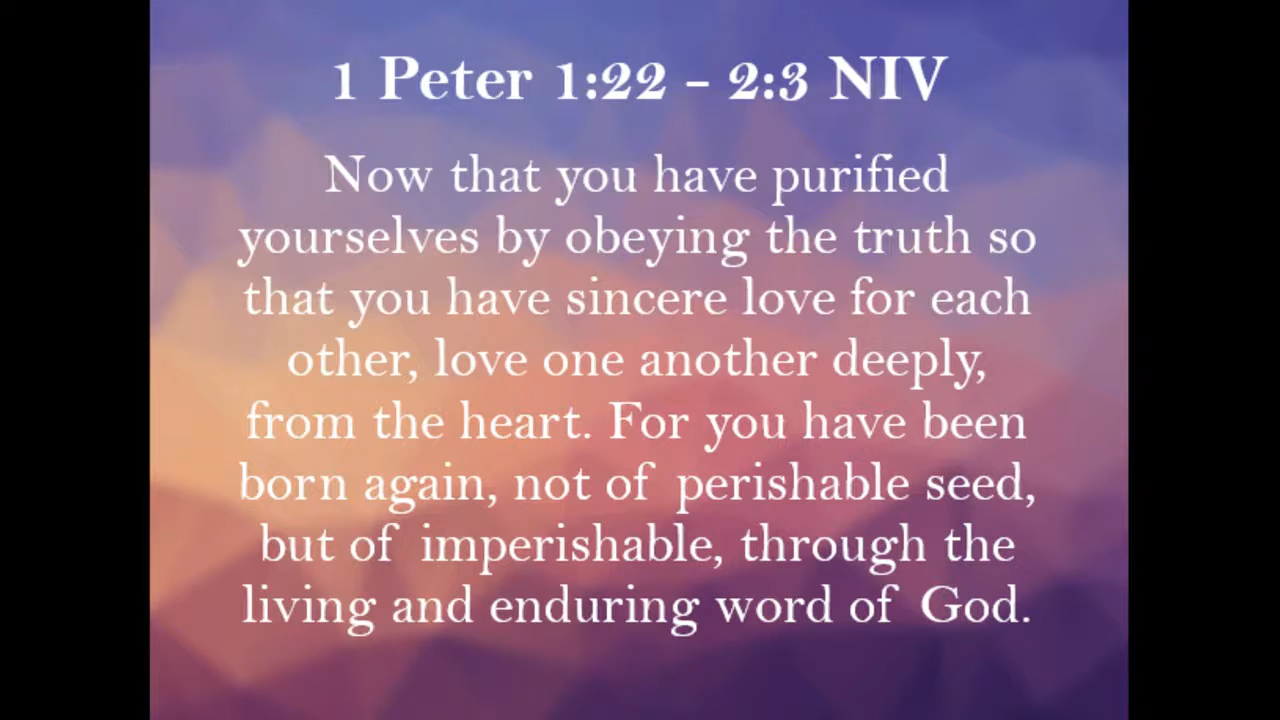 1 Peter 1:22 – 2:3 NIV
Now that you have purified
yourselves by obeying the truth so
that you have sincere love for each
other, love one another deeply,
from the heart. For you have been
born again, not of perishable seed,
but of imperishable, through the
living and enduring word of God.